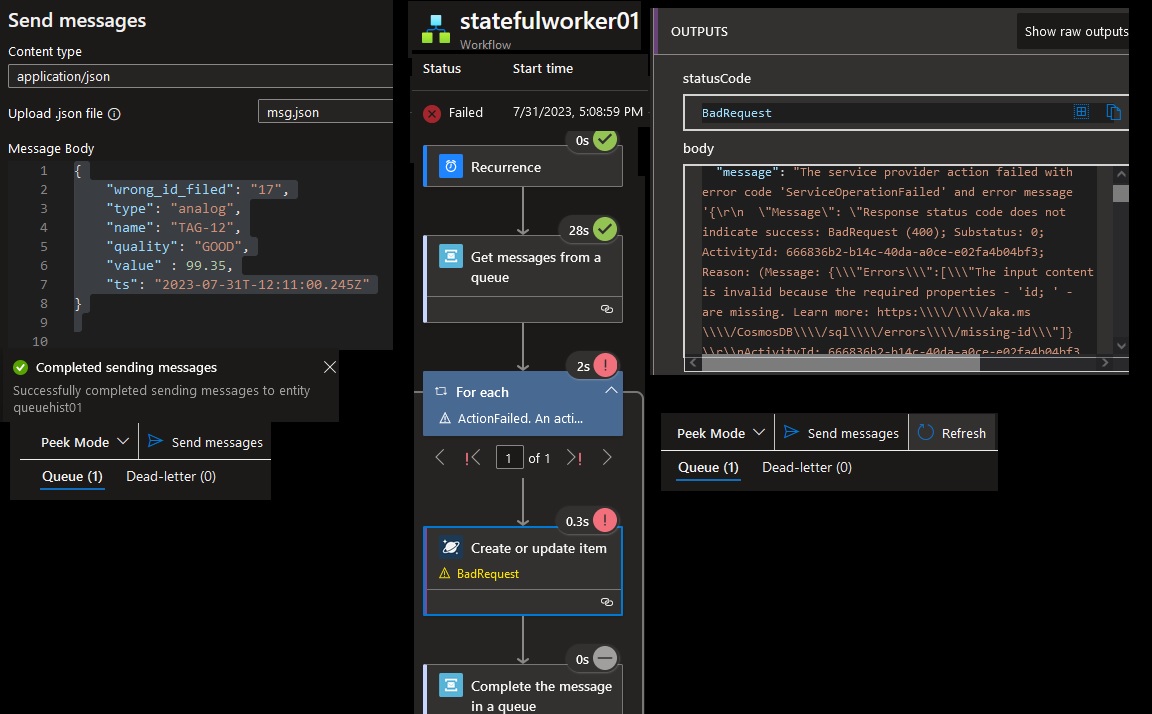 Send messages
Content type
application/json
Upload .json file
msg.json
Message Body
1 {
2 "wrong_id_filed": "17",
3 "type": "analog",
4 "name": "TAG-12",
5 "quality": "GOOD",
6 "value" : 99.35,
7 "ts": "2023-07-31T-12:11:00.245Z"
8 }
9
10
Completed sending messages
Successfully completed sending messages to entity
queuehist01
Peek Mode Send messages
Queue (1) Dead-letter (0)
statefulworker01
Workflow
Status Start time
Failed 7/31/2023, 5:08:59 PM
0s
Recurrence
28s
Get messages from a
queue
2s
For each
ActionFailed. An acti...
1 of 1
0.3s
Create or update item
BadRequest
0s
Complete the message
in a queue
OUTPUTS
Show raw outputs
statusCode
BadRequest
body
"message": "The service provider action failed with
error code 'ServiceOperationFailed' and error message
'{\r\n  \"Message\": \"Response status code does not
indicate success: BadRequest (400); Substatus: 0;
ActivityId: 666836b2-b14c-40da-a0ce-e02fa4b04bf3;
Reason: (Message: {\\\"Errors\\\":[\\\"The input content
is invalid because the required properties - 'id; ' -
are missing. Learn more: https:\\\\/\\\\/aka.ms
\\\\/CosmosDB\\\\/sql\\\\/errors\\\\/missing-id\\\"]}
\\r\\nActivityId: 666836b2-b14c-40da-a0ce-e02fa4b04bf3
Peek Mode Send messages Refresh
Queue (1) Dead-letter (0)